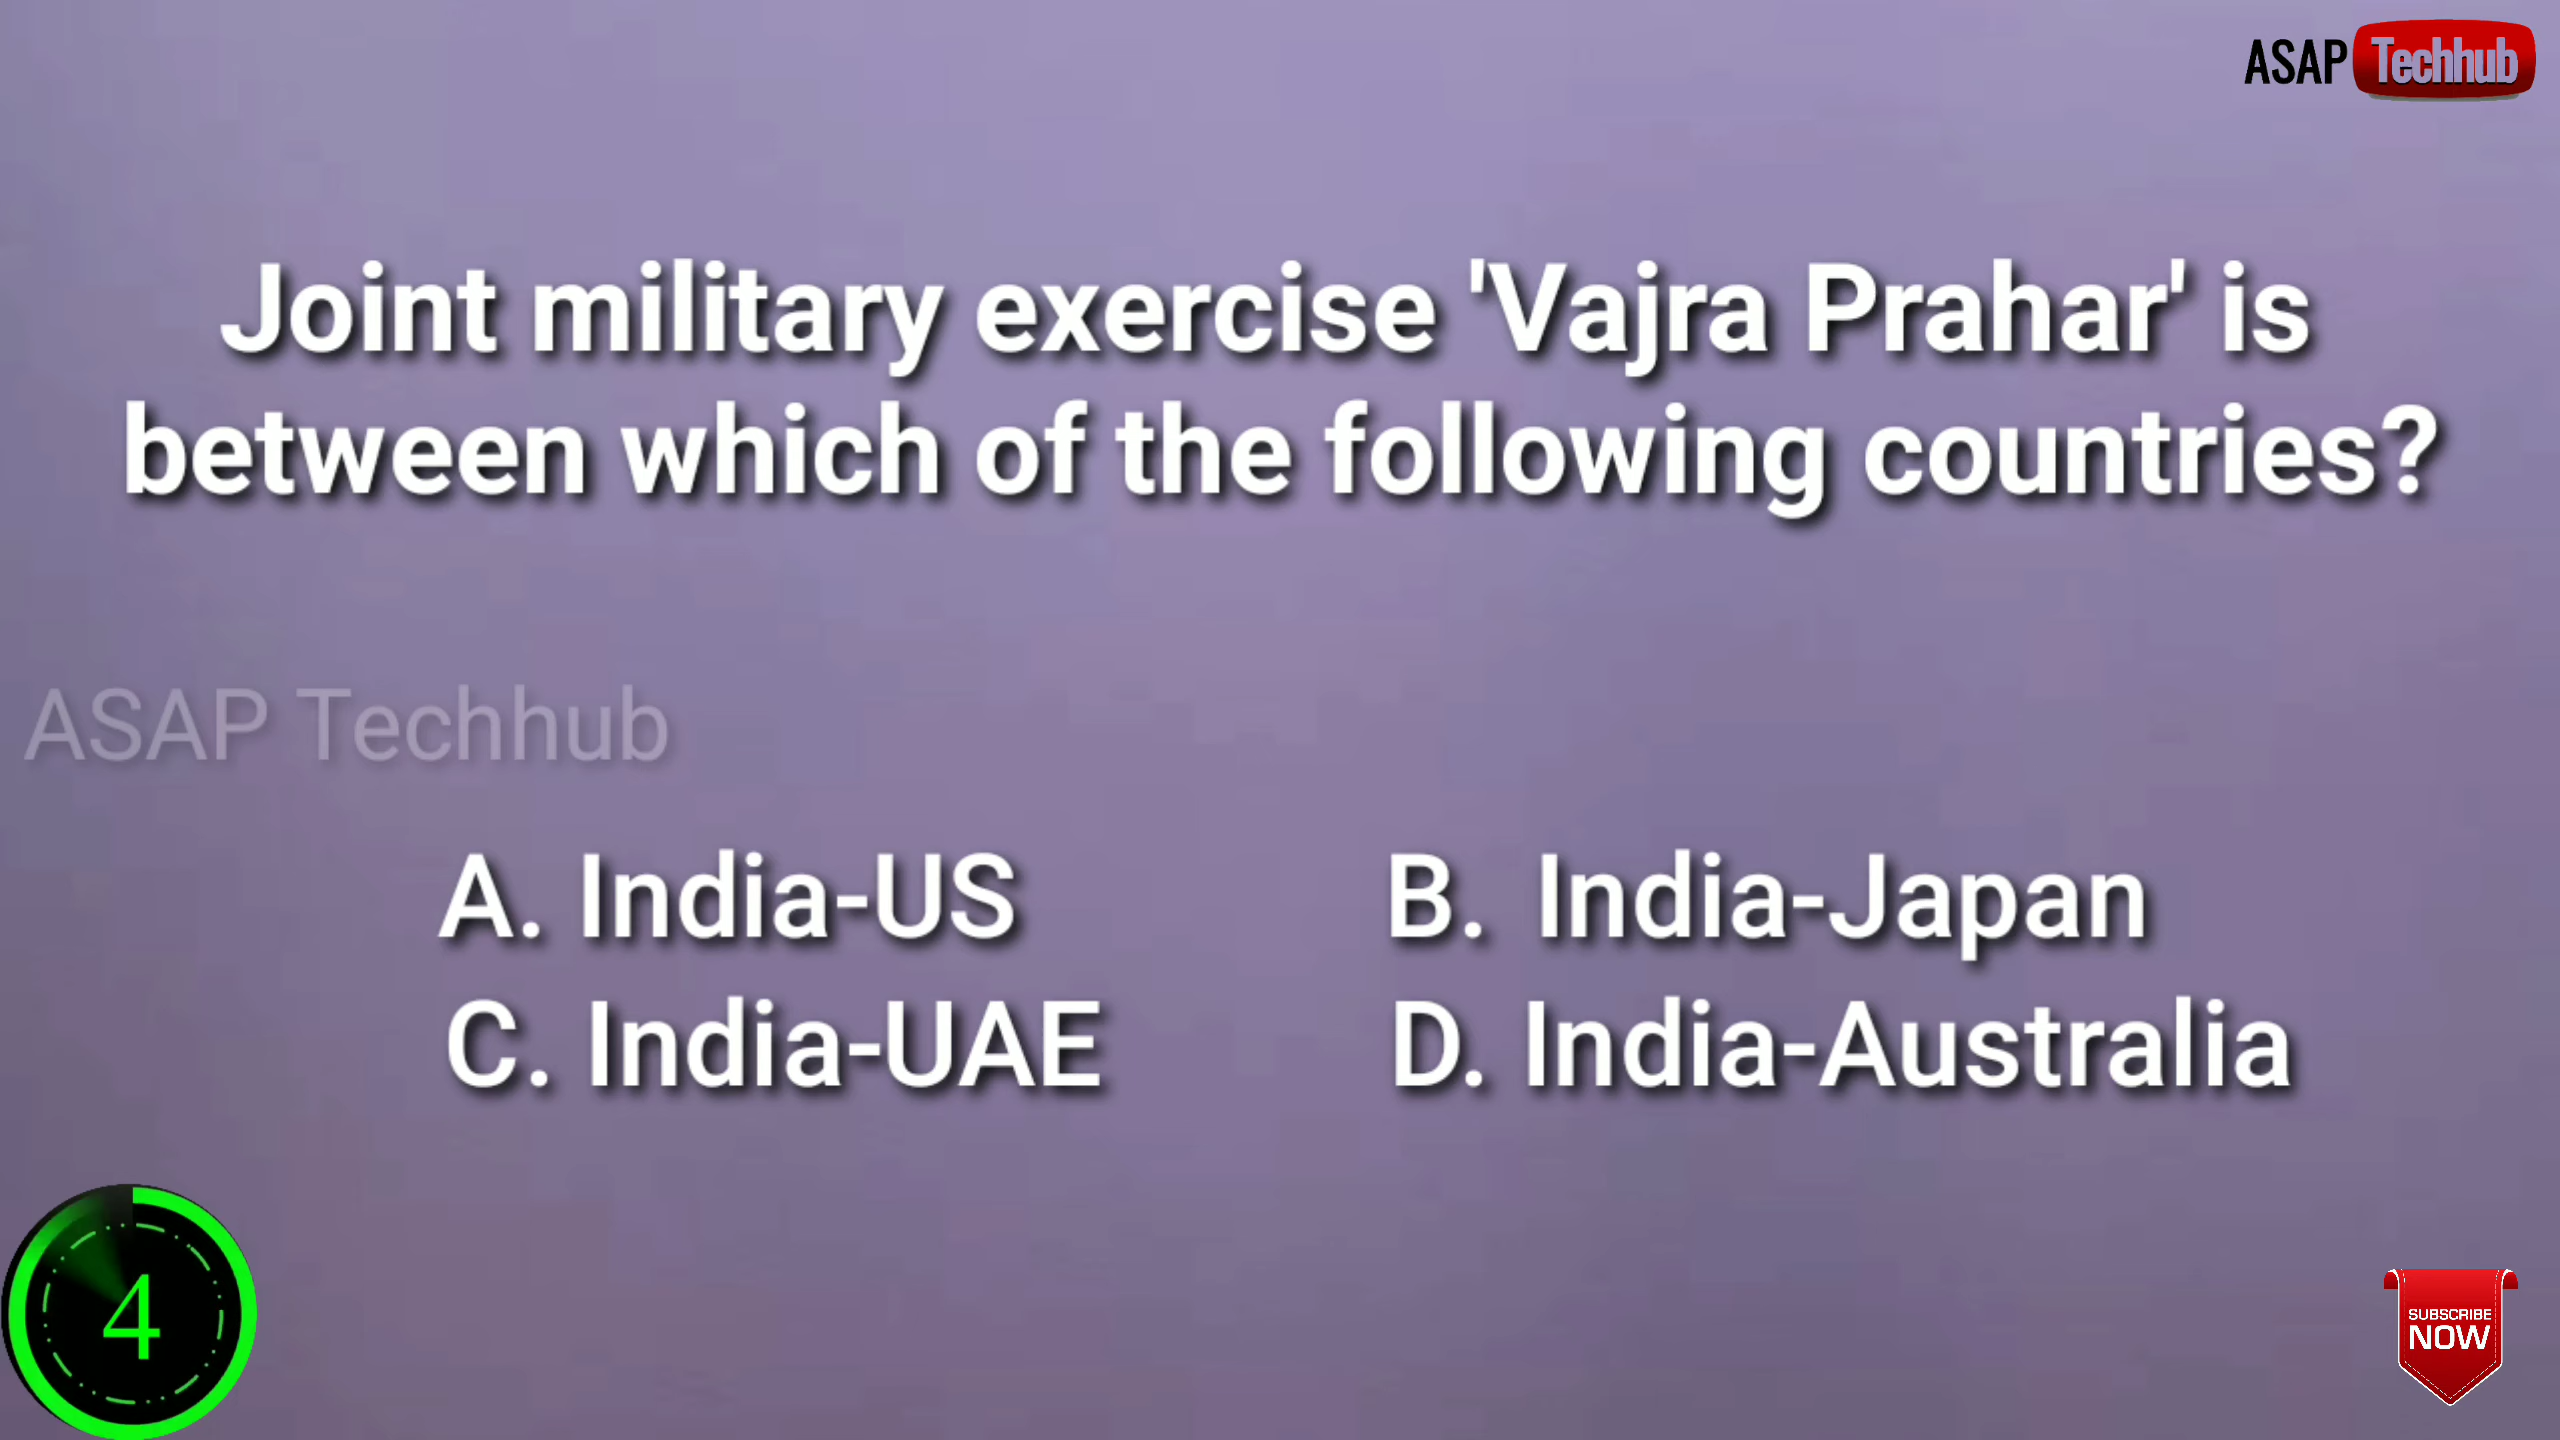 ASAP Techhub
Joint military exercise 'Vajra Prahar' is
between which of the following countries?
ASAP Techhub
A. India-US
B. India-Japan
C. India-UAE
D. India-Australia
4
SUBSCRIBE
NOW